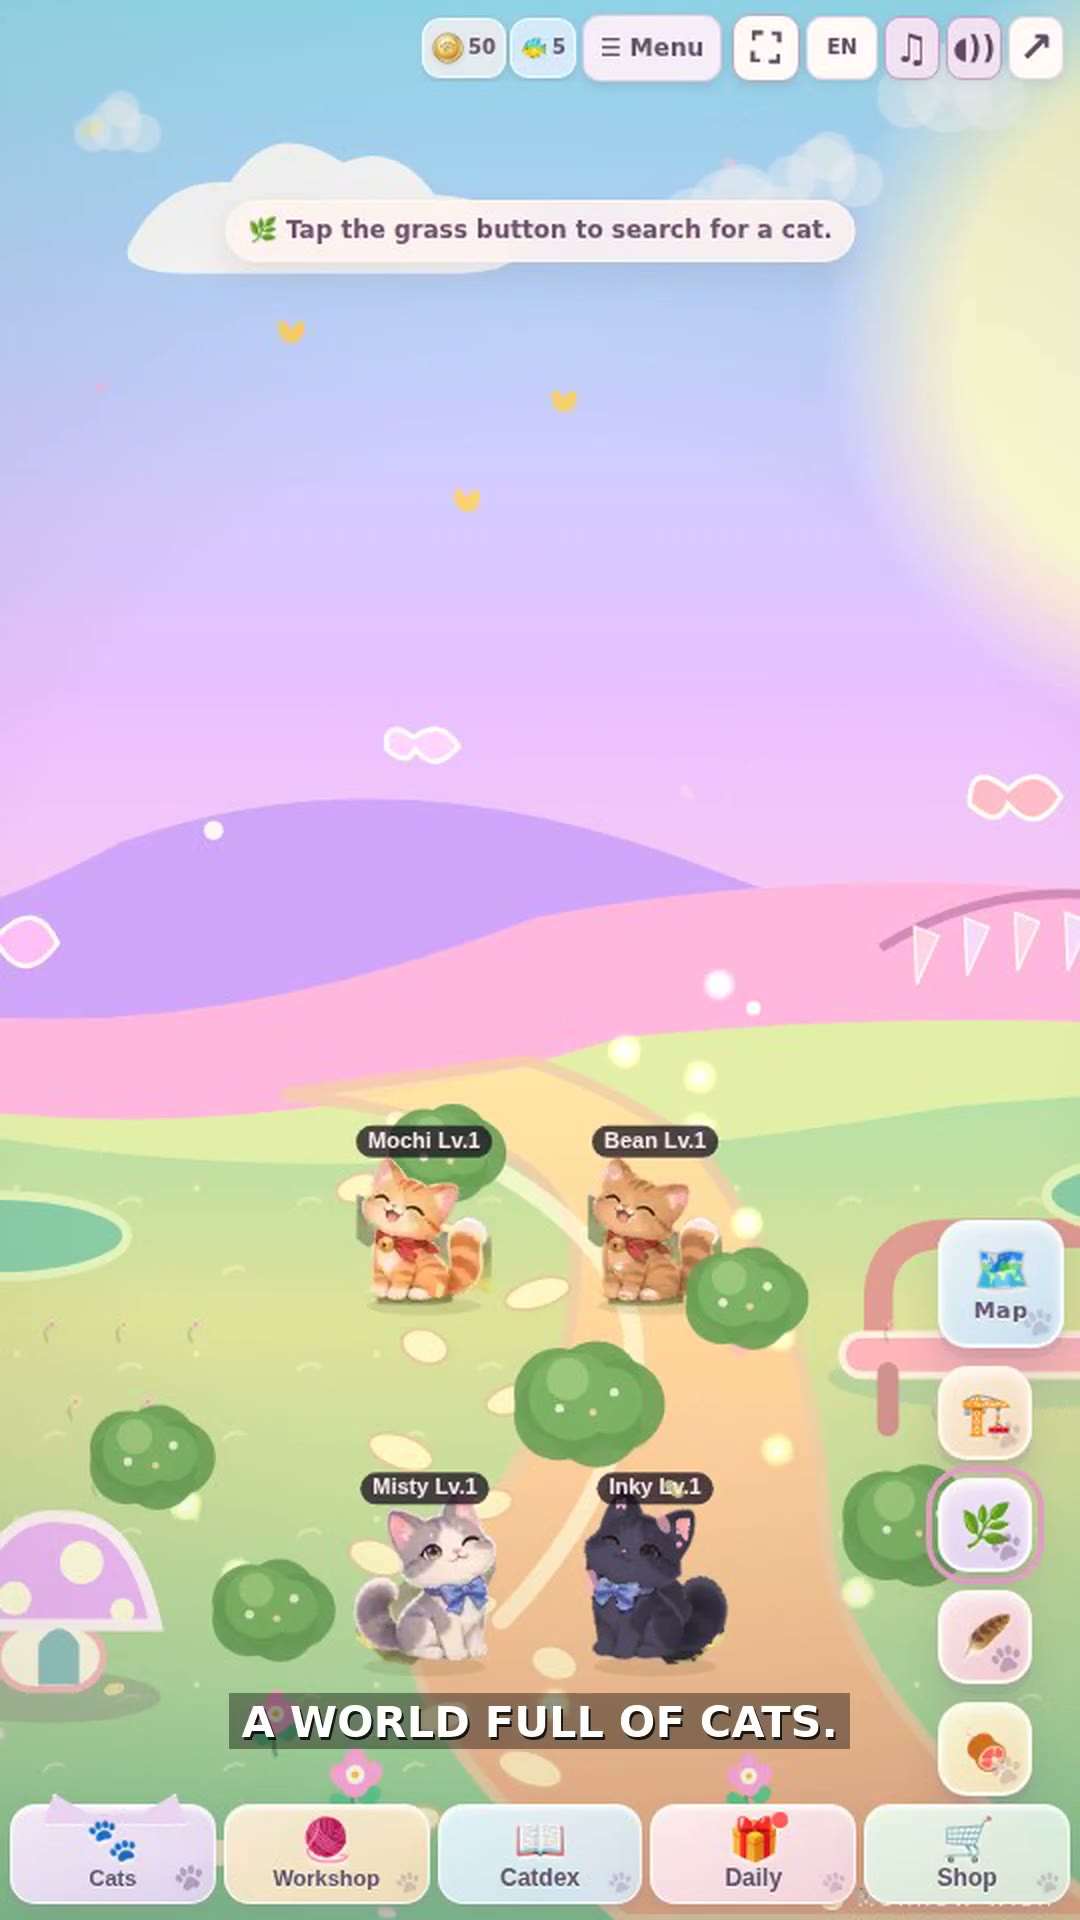 50
5
☰ Menu
EN
🌿 Tap the grass button to search for a cat.
Mochi Lv.1
Bean Lv.1
Map
Misty Lv.1
Inky Lv.1
A WORLD FULL OF CATS.
Cats
Workshop
Catdex
Daily
Shop